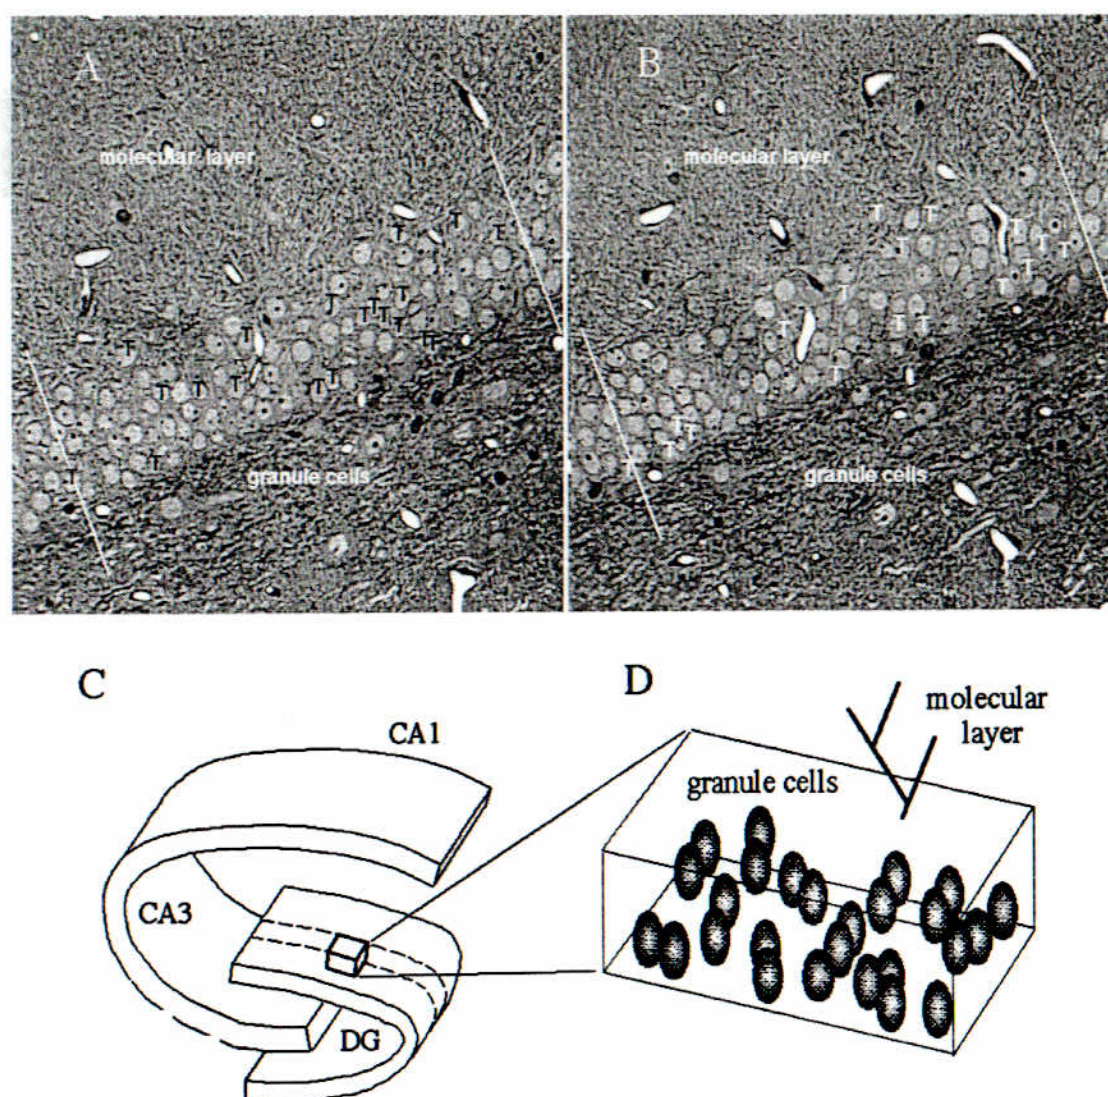 A
molecular layer
T T T T T T T T T T T T T T T T T T T T T T T T
granule cells
B
molecular layer
T T T T T T T T T T T T T T T T
granule cells
C
CA1
CA3
DG
D
molecular
layer
granule cells